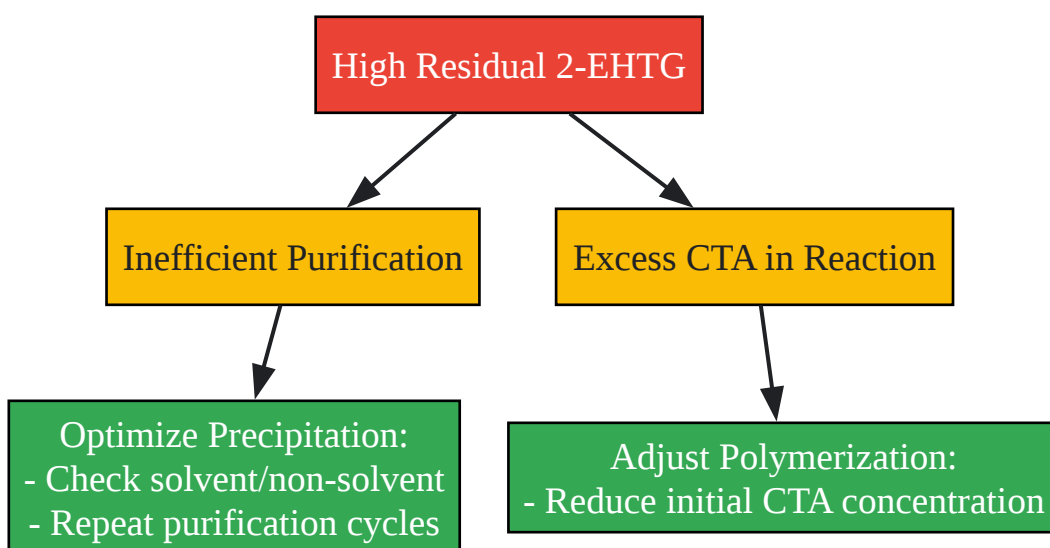 High Residual 2-EHTG
Inefficient Purification
Excess CTA in Reaction
Optimize Precipitation:
- Check solvent/non-solvent
- Repeat purification cycles
Adjust Polymerization:
- Reduce initial CTA concentration